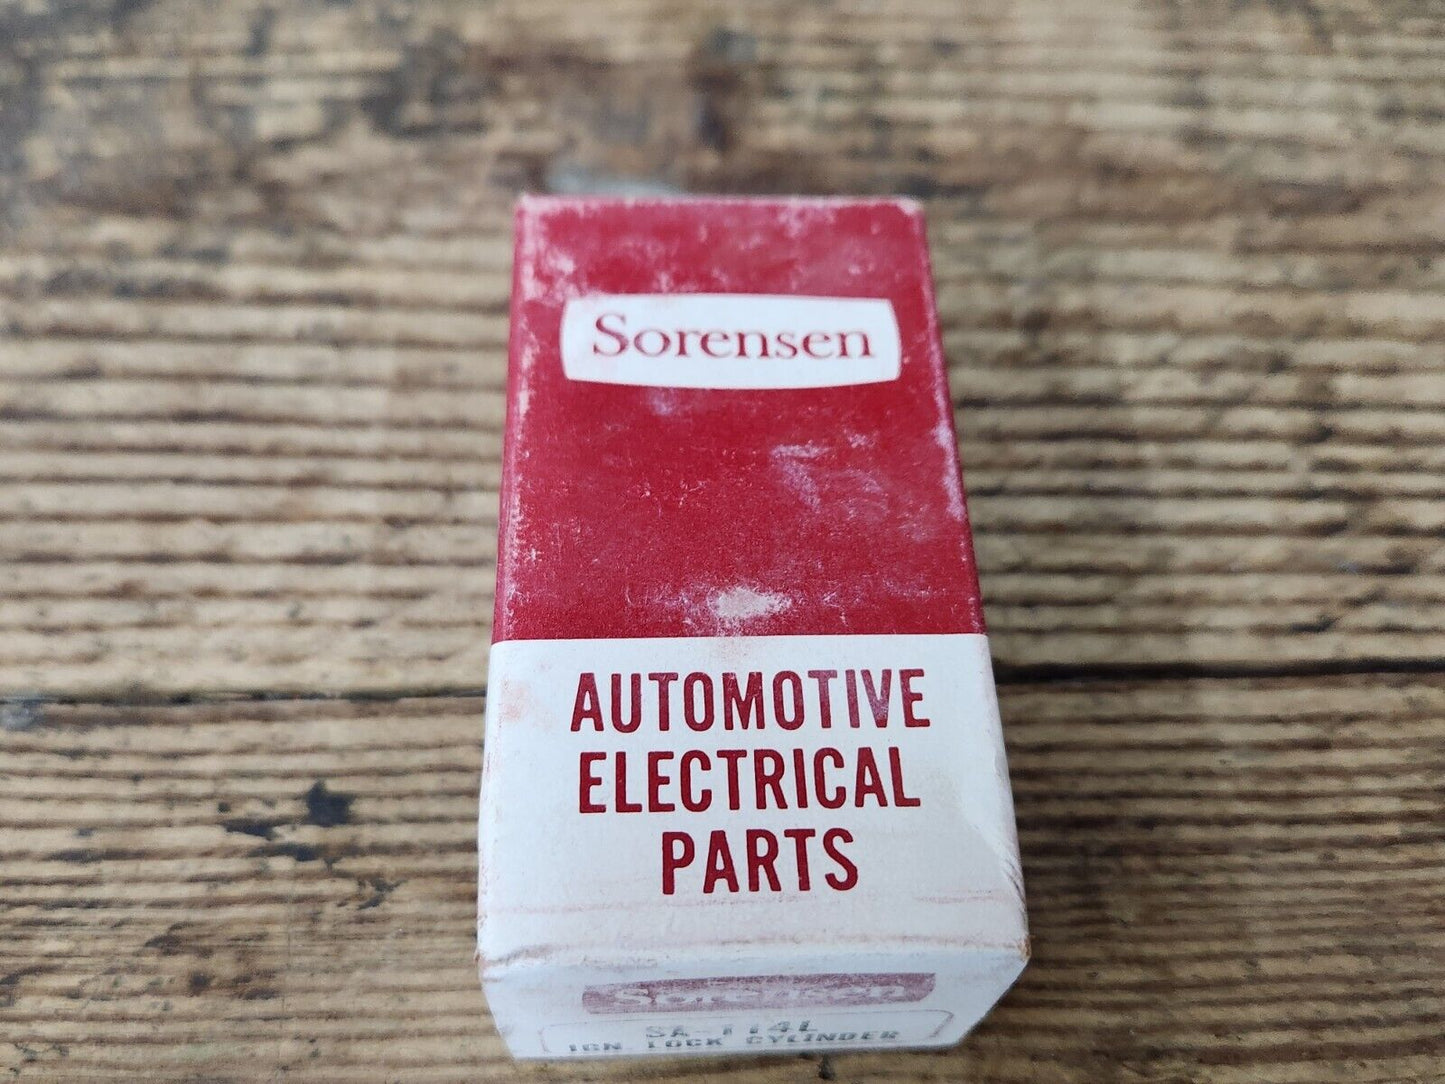 Sorensen
AUTOMOTIVE
ELECTRICAL
PARTS
Sorensen
SA-114L
IGN LOCK CYLINDER